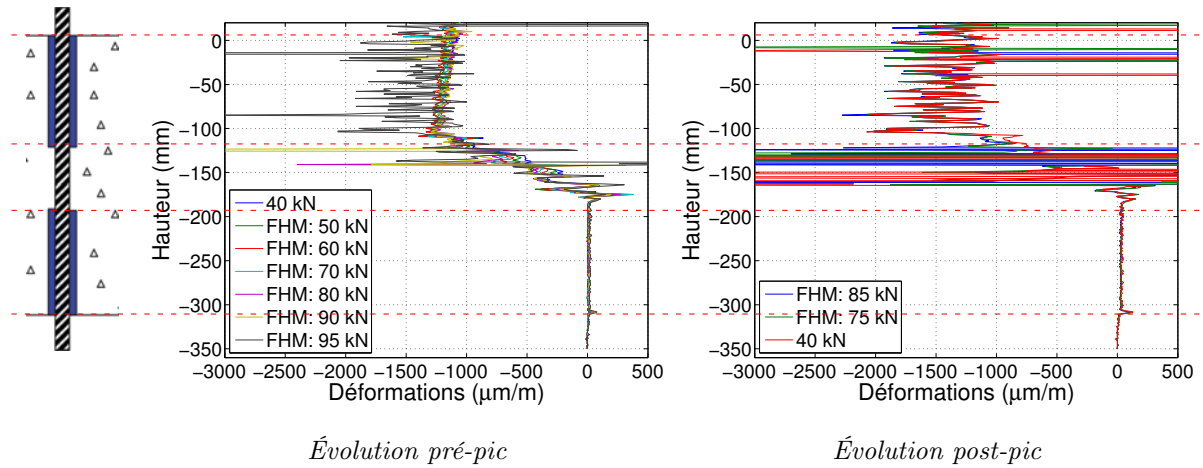 0
−50
−100
−150
−200
−250
−300
−350
Hauteur (mm)
40 kN
FHM: 50 kN
FHM: 60 kN
FHM: 70 kN
FHM: 80 kN
FHM: 90 kN
FHM: 95 kN
−3000 −2500 −2000 −1500 −1000 −500 0 500
Déformations (µm/m)
Évolution pré-pic
0
−50
−100
−150
−200
−250
−300
−350
Hauteur (mm)
FHM: 85 kN
FHM: 75 kN
40 kN
−3000 −2500 −2000 −1500 −1000 −500 0 500
Déformations (µm/m)
Évolution post-pic